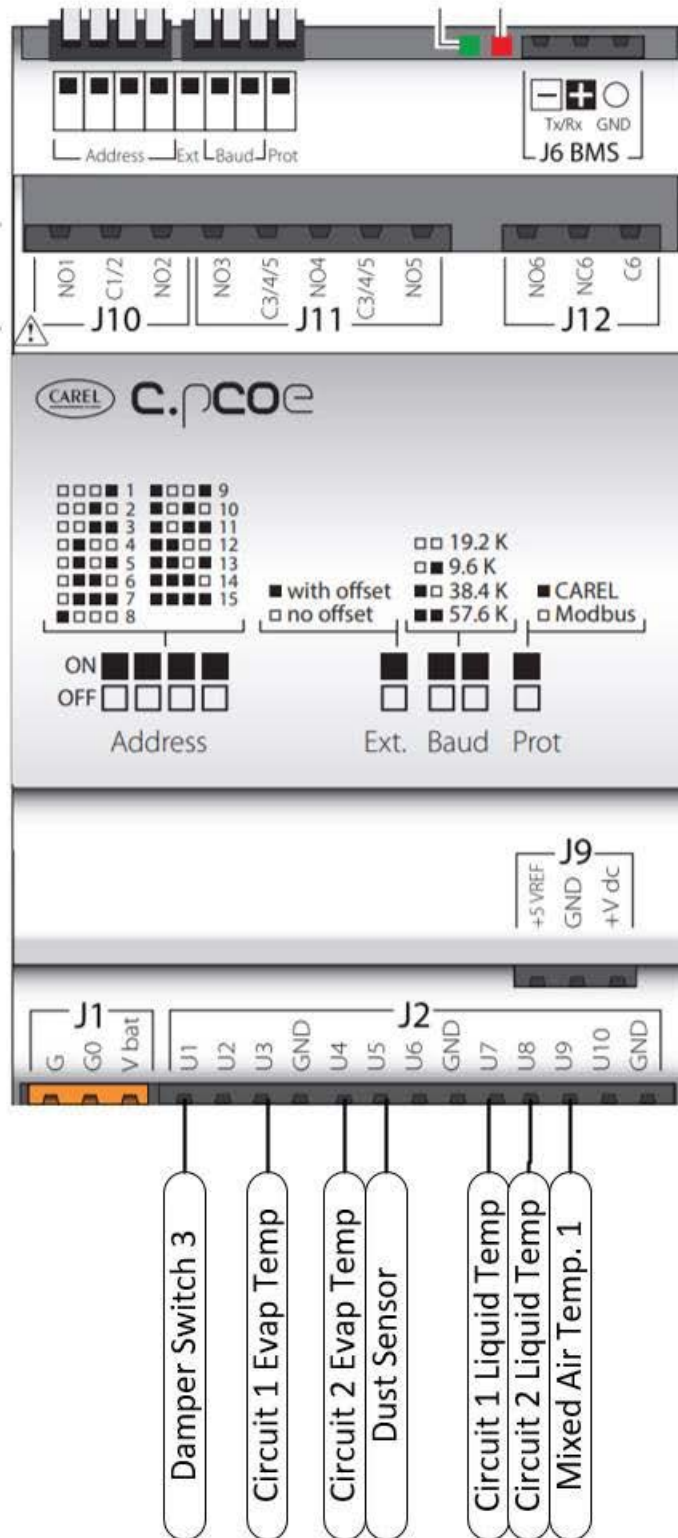 Tx/Rx GND
Address Ext Baud Prot
J6 BMS
NO1 C1/2 NO2 NO3 C3/4/5 NO4 C3/4/5 NO5 NO6 NC6 C6
J10 J11 J12
CAREL c.pcoe
1 9
2 10
3 11
4 12
5 13
6 14
7 15
8
19.2 K
9.6 K
with offset 38.4 K CAREL
no offset 57.6 K Modbus
ON
OFF
Address Ext. Baud Prot
J9
+5 VREF GND +V dc
J1 J2
G G0 V bat U1 U2 U3 GND U4 U5 U6 GND U7 U8 U9 U10 GND
Damper Switch 3
Circuit 1 Evap Temp
Circuit 2 Evap Temp
Dust Sensor
Circuit 1 Liquid Temp
Circuit 2 Liquid Temp
Mixed Air Temp. 1